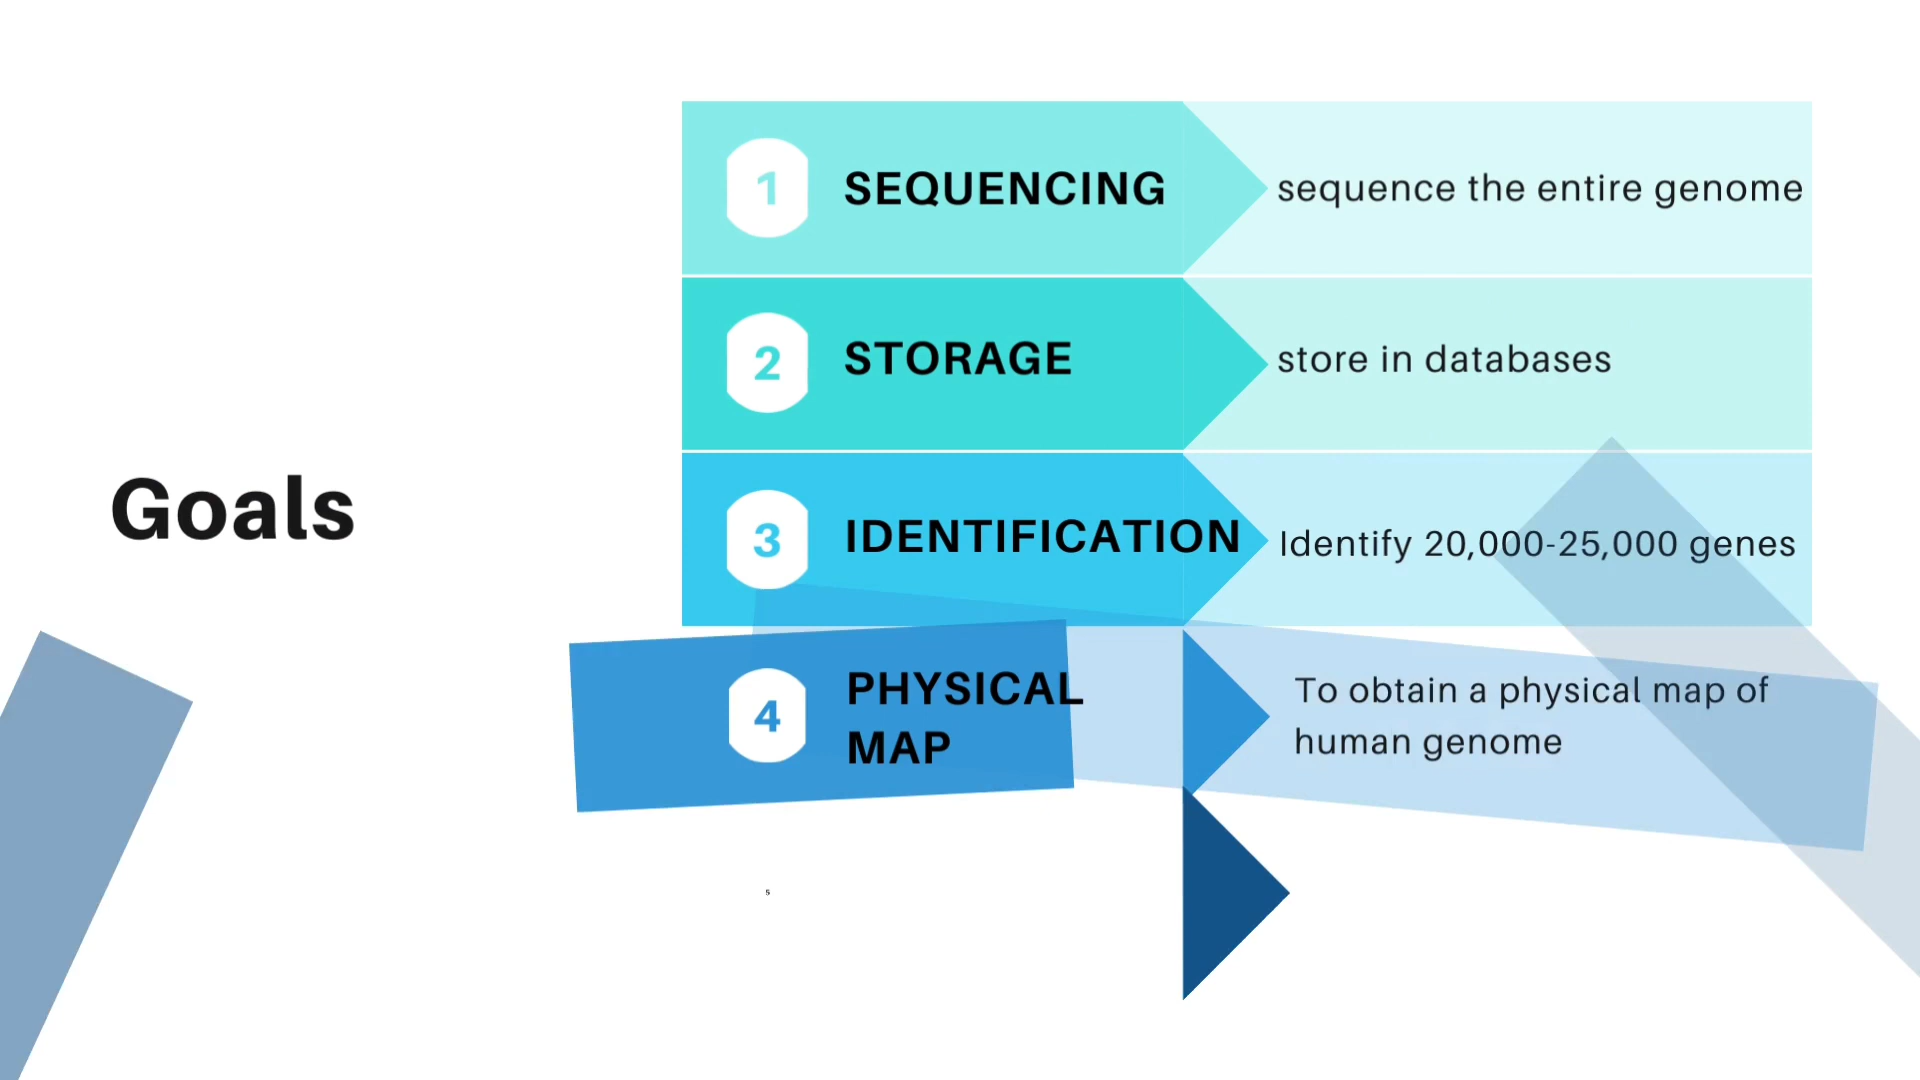 Goals
1 SEQUENCING sequence the entire genome
2 STORAGE store in databases
3 IDENTIFICATION Identify 20,000-25,000 genes
4 PHYSICAL MAP
To obtain a physical map of
human genome
5